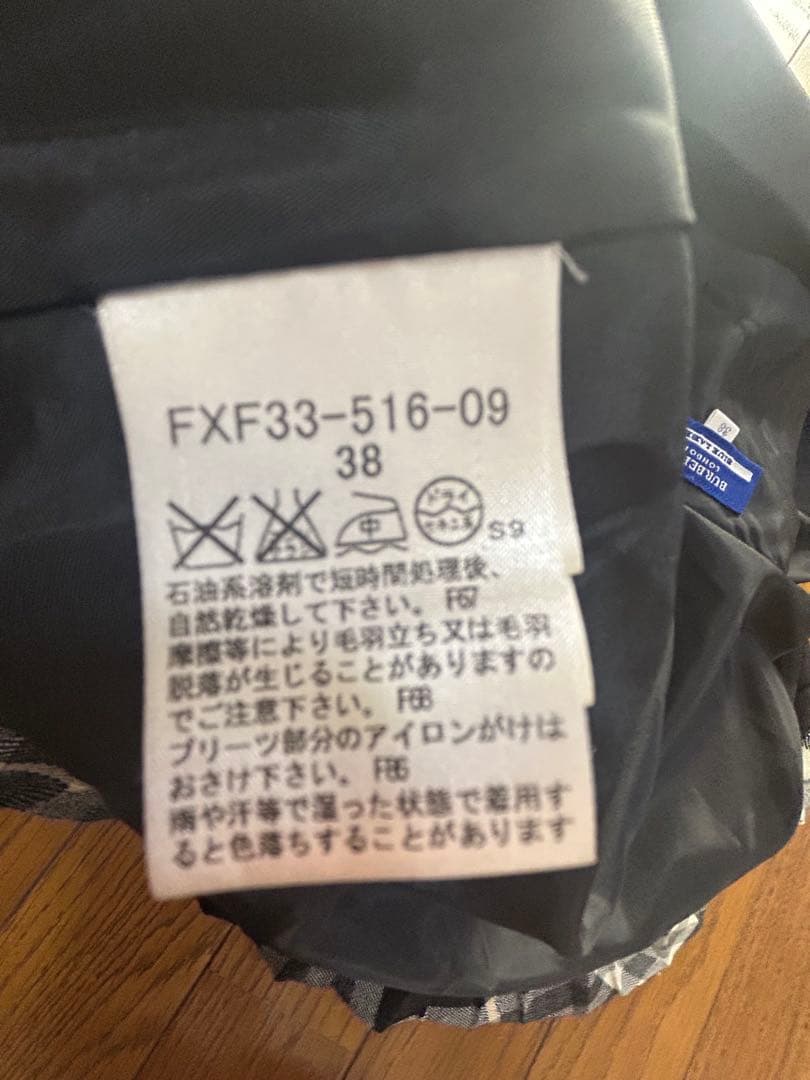 FXF33-516-09
38
中
ドライ
セキユ系
S9
石油系溶剤で短時間処理後、
自然乾燥して下さい。 F67
摩擦等により毛羽立ち又は毛羽
脱落が生じることがありますの
でご注意下さい。 F68
プリーツ部分のアイロンがけは
おさけ下さい。 F86
雨や汗等で湿った状態で着用す
ると色落ちすることがあります
38